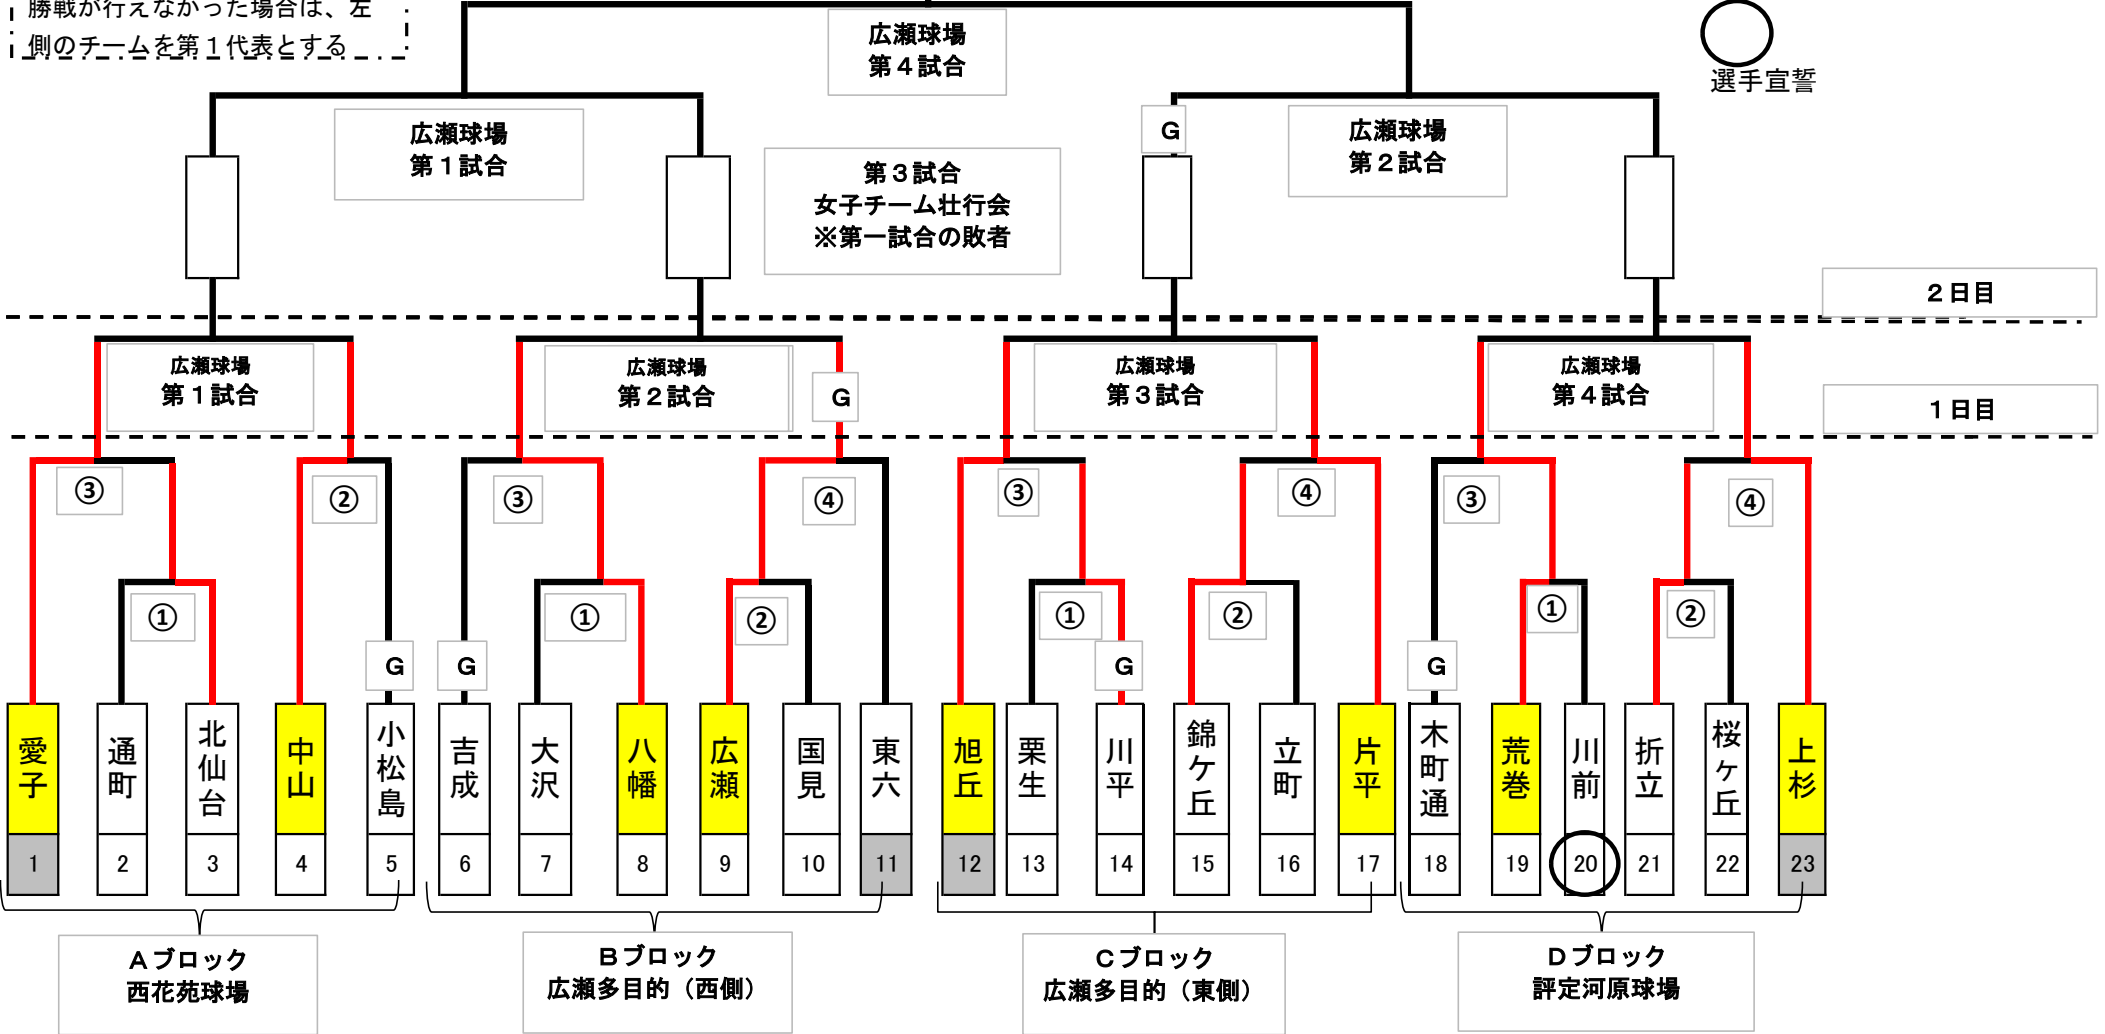 勝戦が行えなかった場合は、左
側のチームを第１代表とする
広瀬球場
第４試合
選手宣誓
広瀬球場
第１試合
G
広瀬球場
第２試合
第３試合
女子チーム壮行会
※第一試合の敗者
２日目
広瀬球場
第１試合
広瀬球場
第２試合
G
広瀬球場
第３試合
広瀬球場
第４試合
１日目
③
②
③
④
③
④
③
④
①
①
②
①
②
①
②
G
G
G
G
愛子
通町
北仙台
中山
小松島
吉成
大沢
八幡
広瀬
国見
東六
旭丘
栗生
川平
錦ケ丘
立町
片平
木町通
荒巻
川前
折立
桜ヶ丘
上杉
1
2
3
4
5
6
7
8
9
10
11
12
13
14
15
16
17
18
19
20
21
22
23
Ａブロック
西花苑球場
Ｂブロック
広瀬多目的（西側）
Ｃブロック
広瀬多目的（東側）
Ｄブロック
評定河原球場